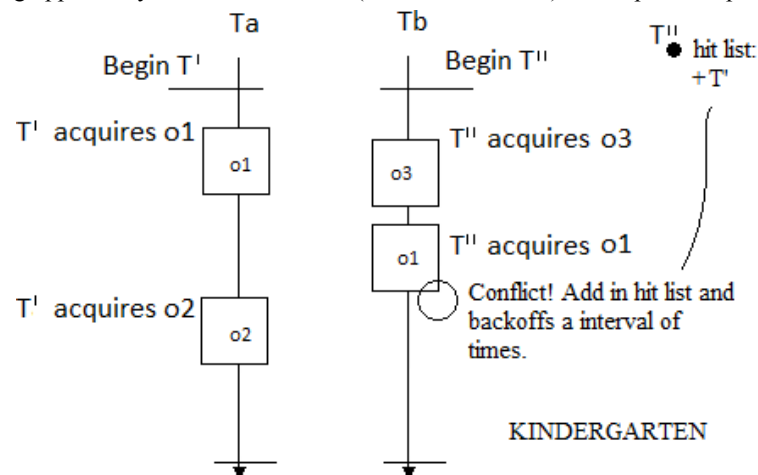 Ta
Tb
Begin T'
Begin T"
T"
hit list:
+T'
T' acquires o1
o1
T" acquires o3
o3
T" acquires o1
o1
T' acquires o2
o2
Conflict! Add in hit list and
backoffs a interval of
times.
KINDERGARTEN